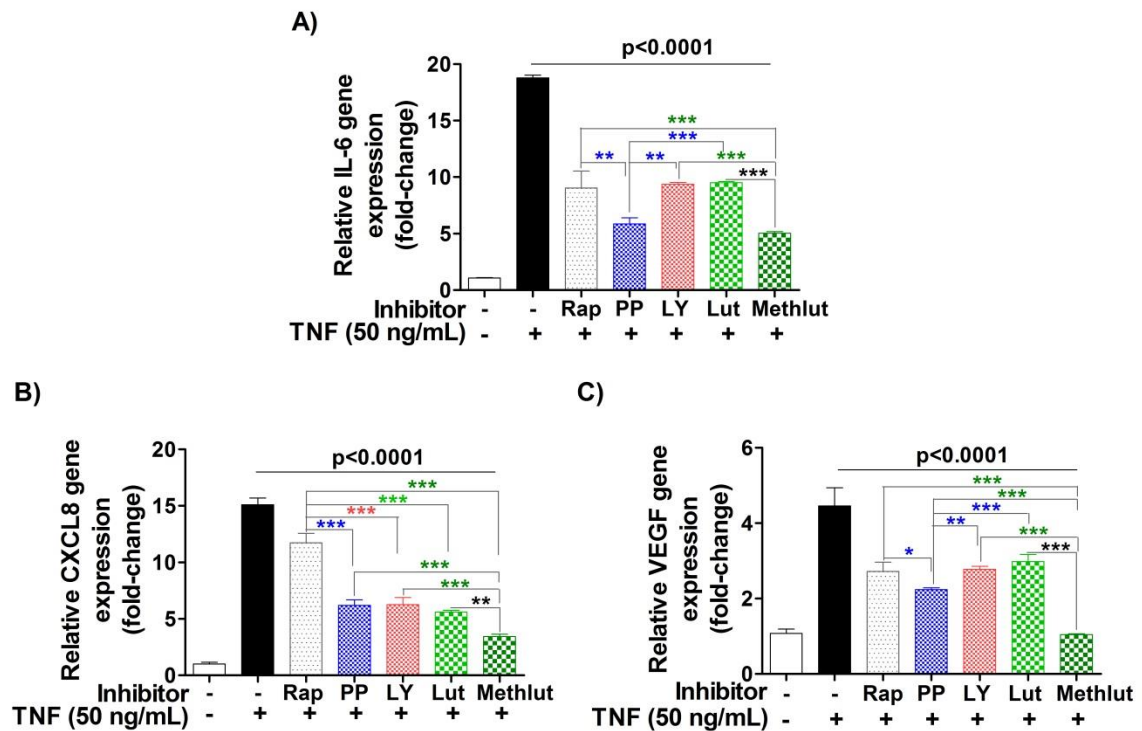 A)
p<0.0001
Relative IL-6 gene
expression
(fold-change)
20
15
10
5
0
***
***
** ** ***
***
Inhibitor - - Rap PP LY Lut Methlut
TNF (50 ng/mL) - + + + + + +
B)
p<0.0001
Relative CXCL8 gene
expression
(fold-change)
20
15
10
5
0
***
***
***
***
***
***
**
Inhibitor - - Rap PP LY Lut Methlut
TNF (50 ng/mL) - + + + + + +
C)
p<0.0001
Relative VEGF gene
expression
(fold-change)
6
4
2
0
***
***
***
** ***
* ***
Inhibitor - - Rap PP LY Lut Methlut
TNF (50 ng/mL) - + + + + + +